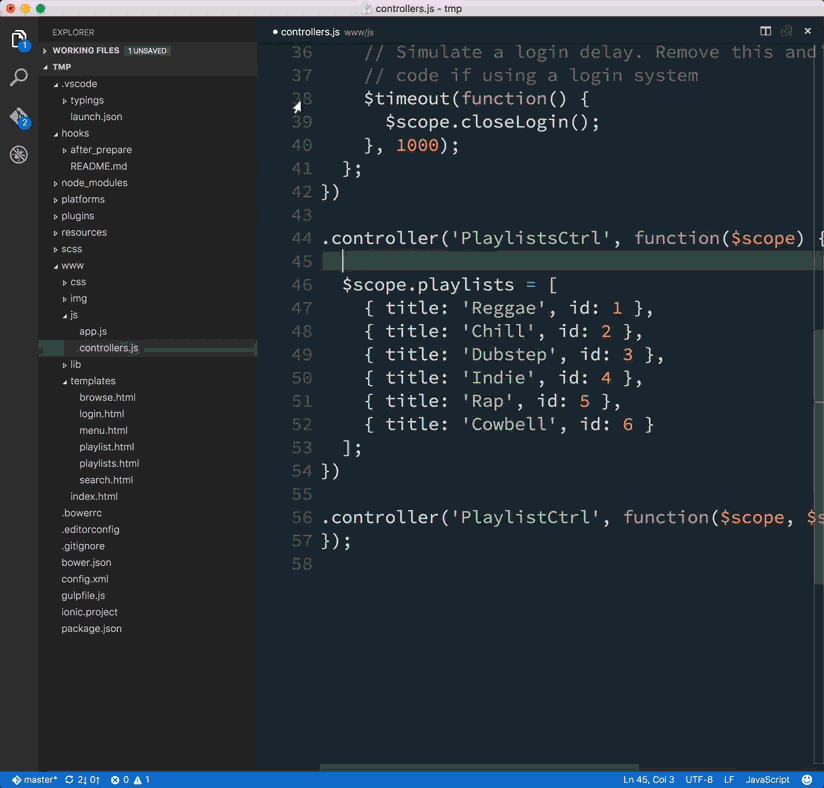 controllers.js - tmp
EXPLORER
WORKING FILES 1 UNSAVED
TMP
.vscode
typings
launch.json
hooks
after_prepare
README.md
node_modules
platforms
plugins
resources
scss
www
css
img
js
app.js
controllers.js
lib
templates
browse.html
login.html
menu.html
playlist.html
playlists.html
search.html
index.html
.bowerrc
.editorconfig
.gitignore
bower.json
config.xml
gulpfile.js
ionic.project
package.json
1
2
● controllers.js www/js
36 // Simulate a login delay. Remove this and
37 // code if using a login system
38 $timeout(function() {
39 $scope.closeLogin();
40 }, 1000);
41 };
42 })
43
44 .controller('PlaylistsCtrl', function($scope) {
45
46 $scope.playlists = [
47 { title: 'Reggae', id: 1 },
48 { title: 'Chill', id: 2 },
49 { title: 'Dubstep', id: 3 },
50 { title: 'Indie', id: 4 },
51 { title: 'Rap', id: 5 },
52 { title: 'Cowbell', id: 6 }
53 ];
54 })
55
56 .controller('PlaylistCtrl', function($scope, $s
57 });
58
master* 2↓ 0↑ 0 1 Ln 45, Col 3 UTF-8 LF JavaScript